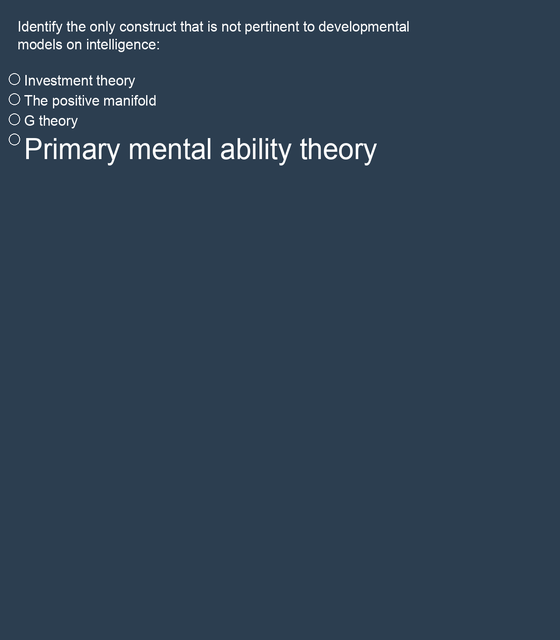 Identify the only construct that is not pertinent to developmental
models on intelligence:
Investment theory
The positive manifold
G theory
Primary mental ability theory